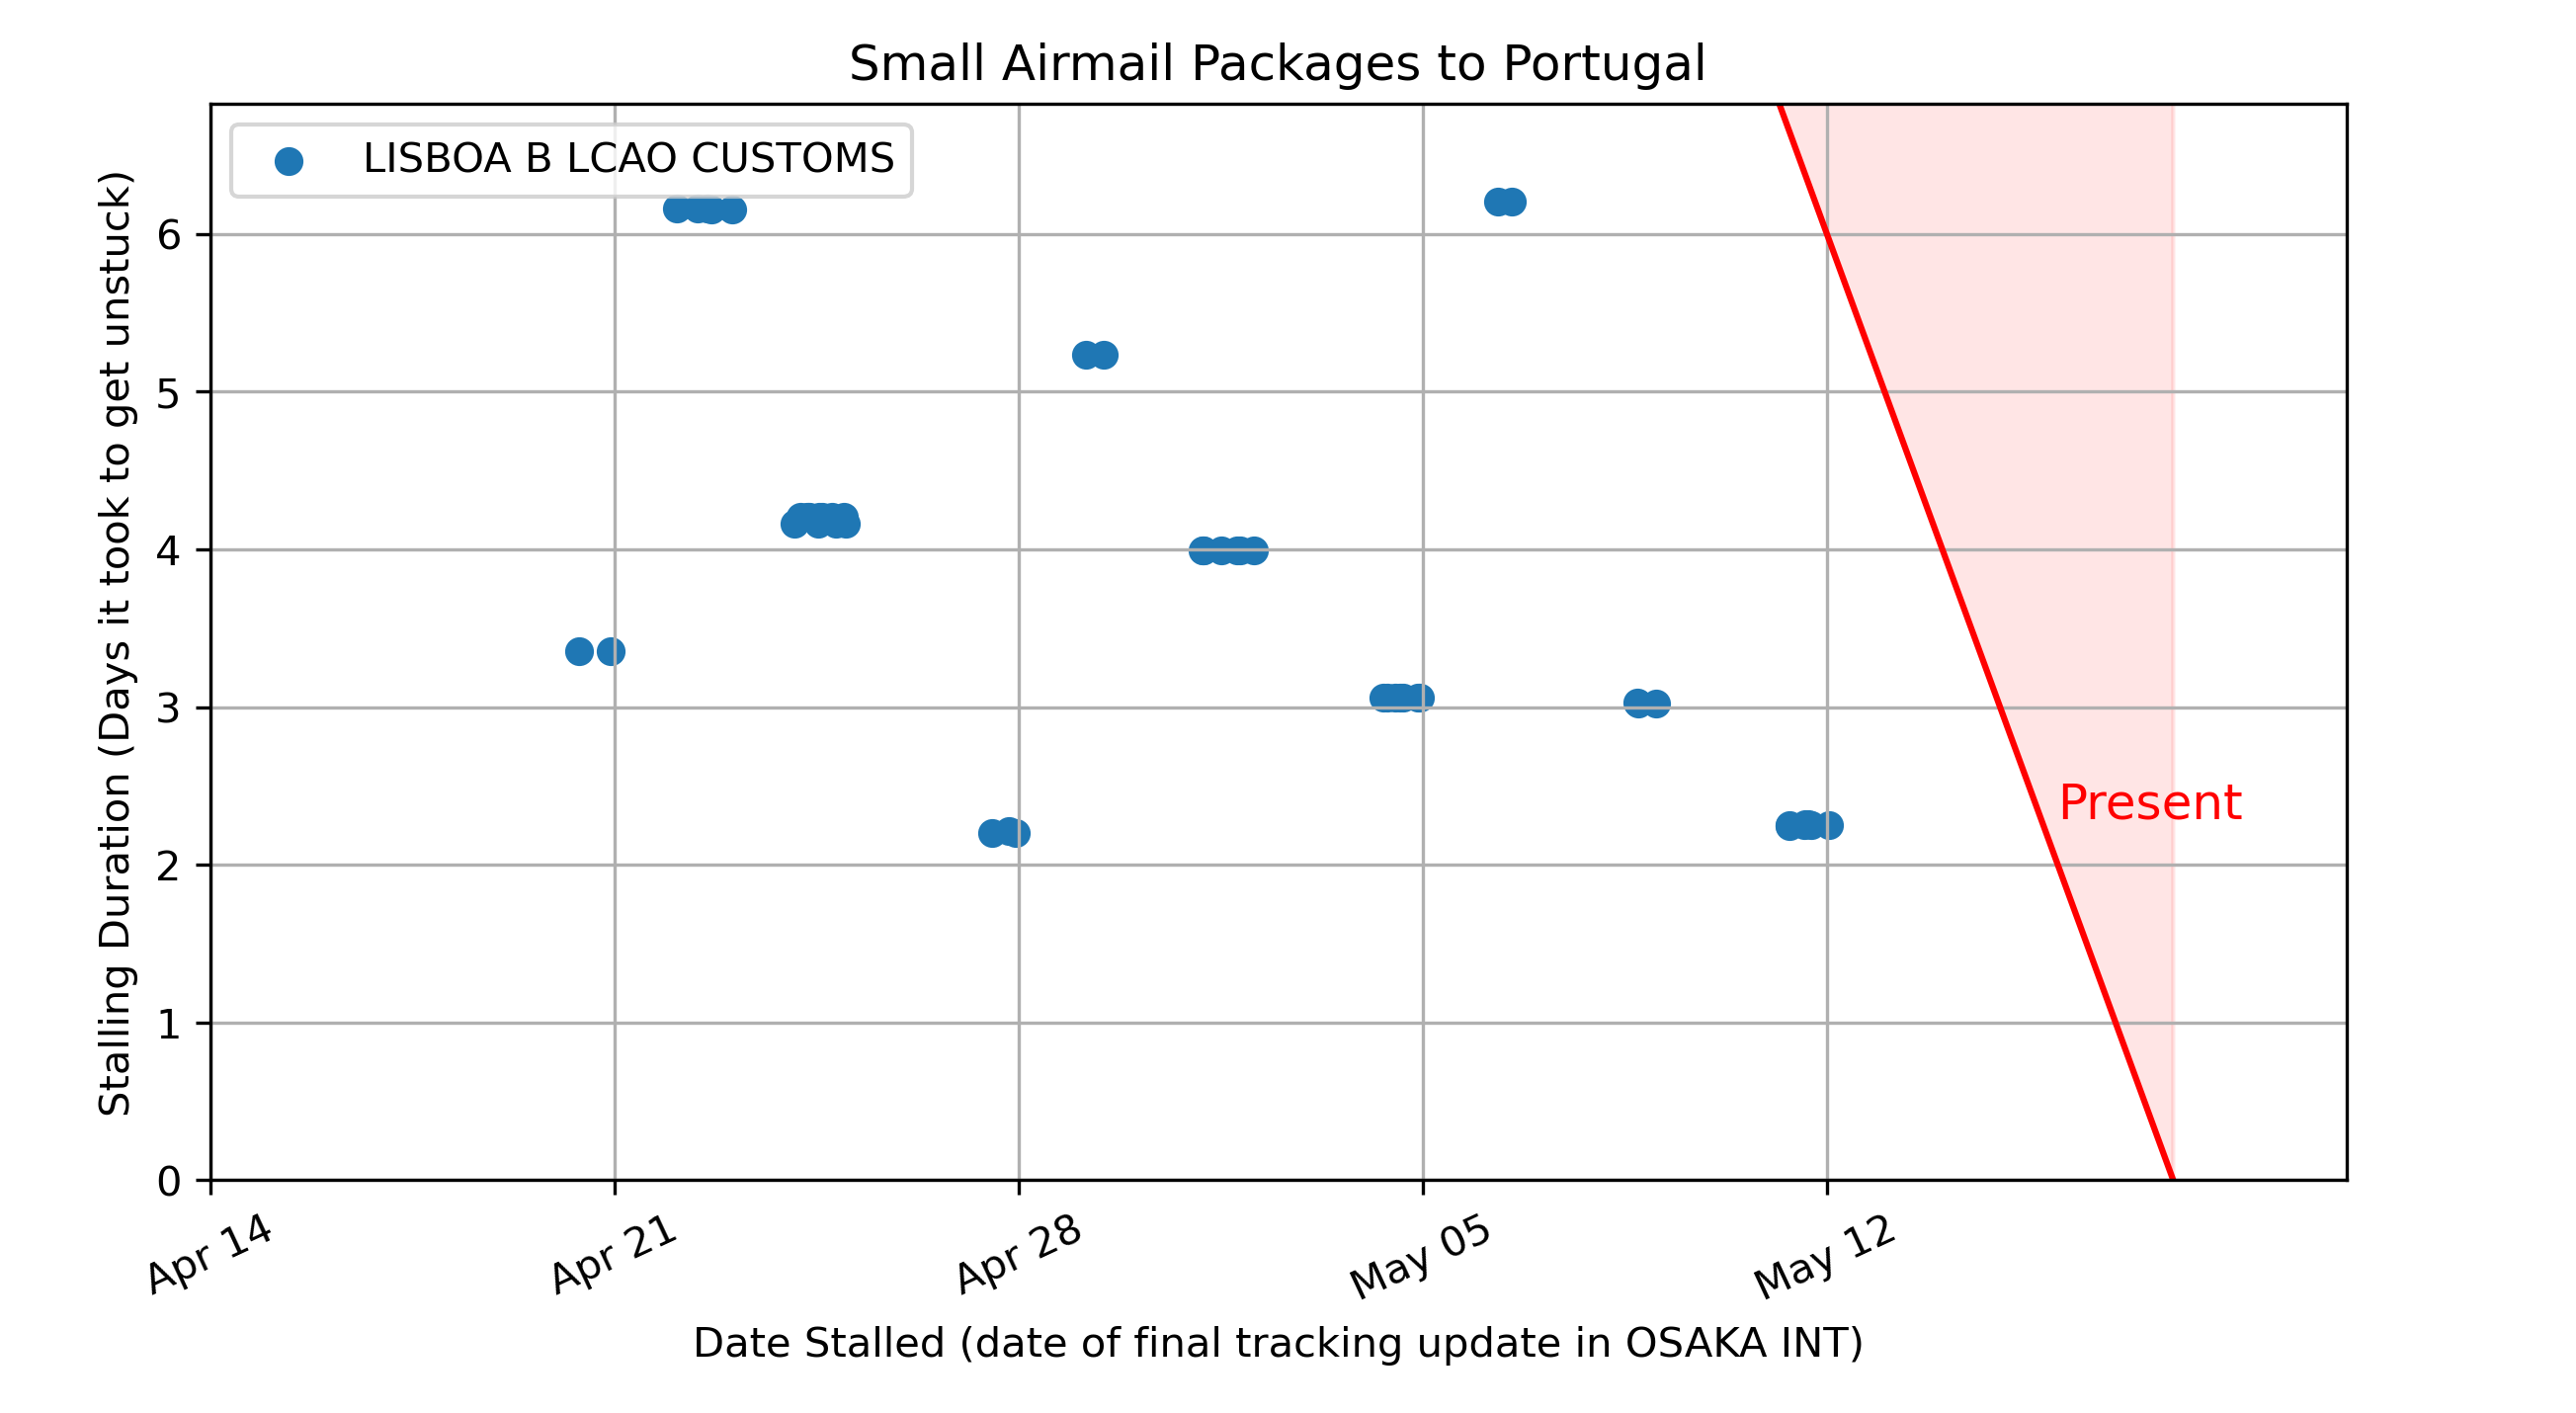 Small Airmail Packages to Portugal
LISBOA B LCAO CUSTOMS
Stalling Duration (Days it took to get unstuck)
6
5
4
3
2
1
0
Present
Apr 14
Apr 21
Apr 28
May 05
May 12
Date Stalled (date of final tracking update in OSAKA INT)